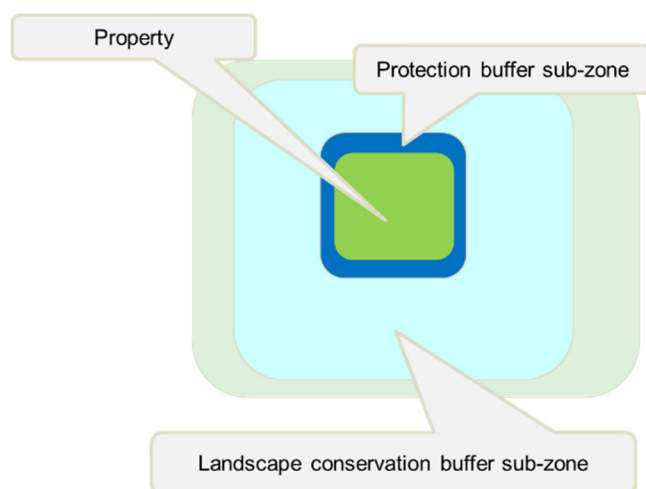 Property
Protection buffer sub-zone
Landscape conservation buffer sub-zone